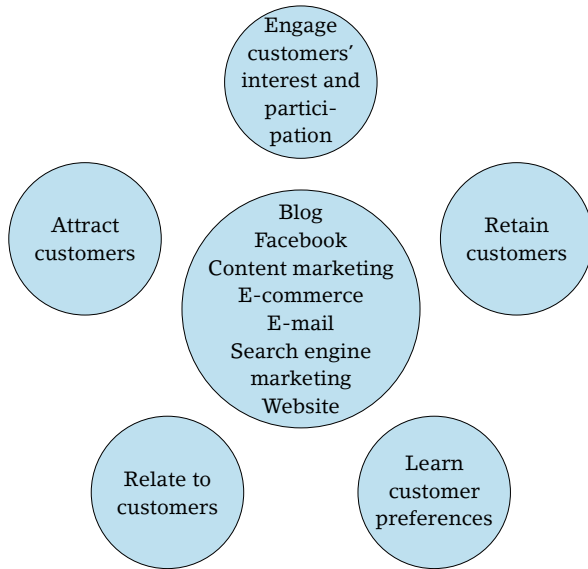 Engage
customers’
interest and
partici-
pation
Attract
customers
Blog
Facebook
Content marketing
E-commerce
E-mail
Search engine
marketing
Website
Retain
customers
Relate to
customers
Learn
customer
preferences